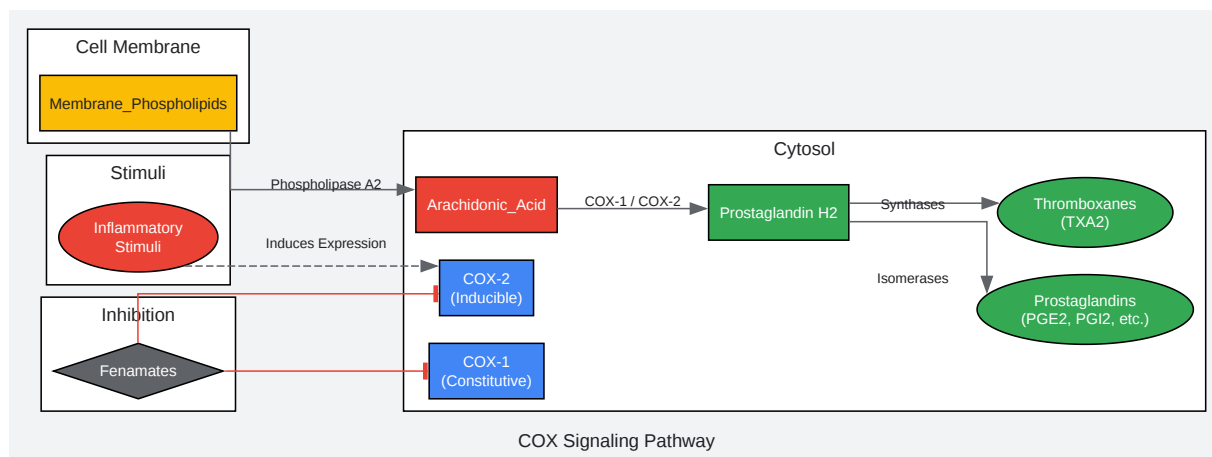 Cell Membrane
Membrane_Phospholipids
Stimuli
Inflammatory
Stimuli
Inhibition
Fenamates
Phospholipase A2
Induces Expression
Cytosol
Arachidonic_Acid
COX-1 / COX-2
Prostaglandin H2
Synthases
Thromboxanes
(TXA2)
Isomerases
Prostaglandins
(PGE2, PGI2, etc.)
COX-2
(Inducible)
COX-1
(Constitutive)
COX Signaling Pathway